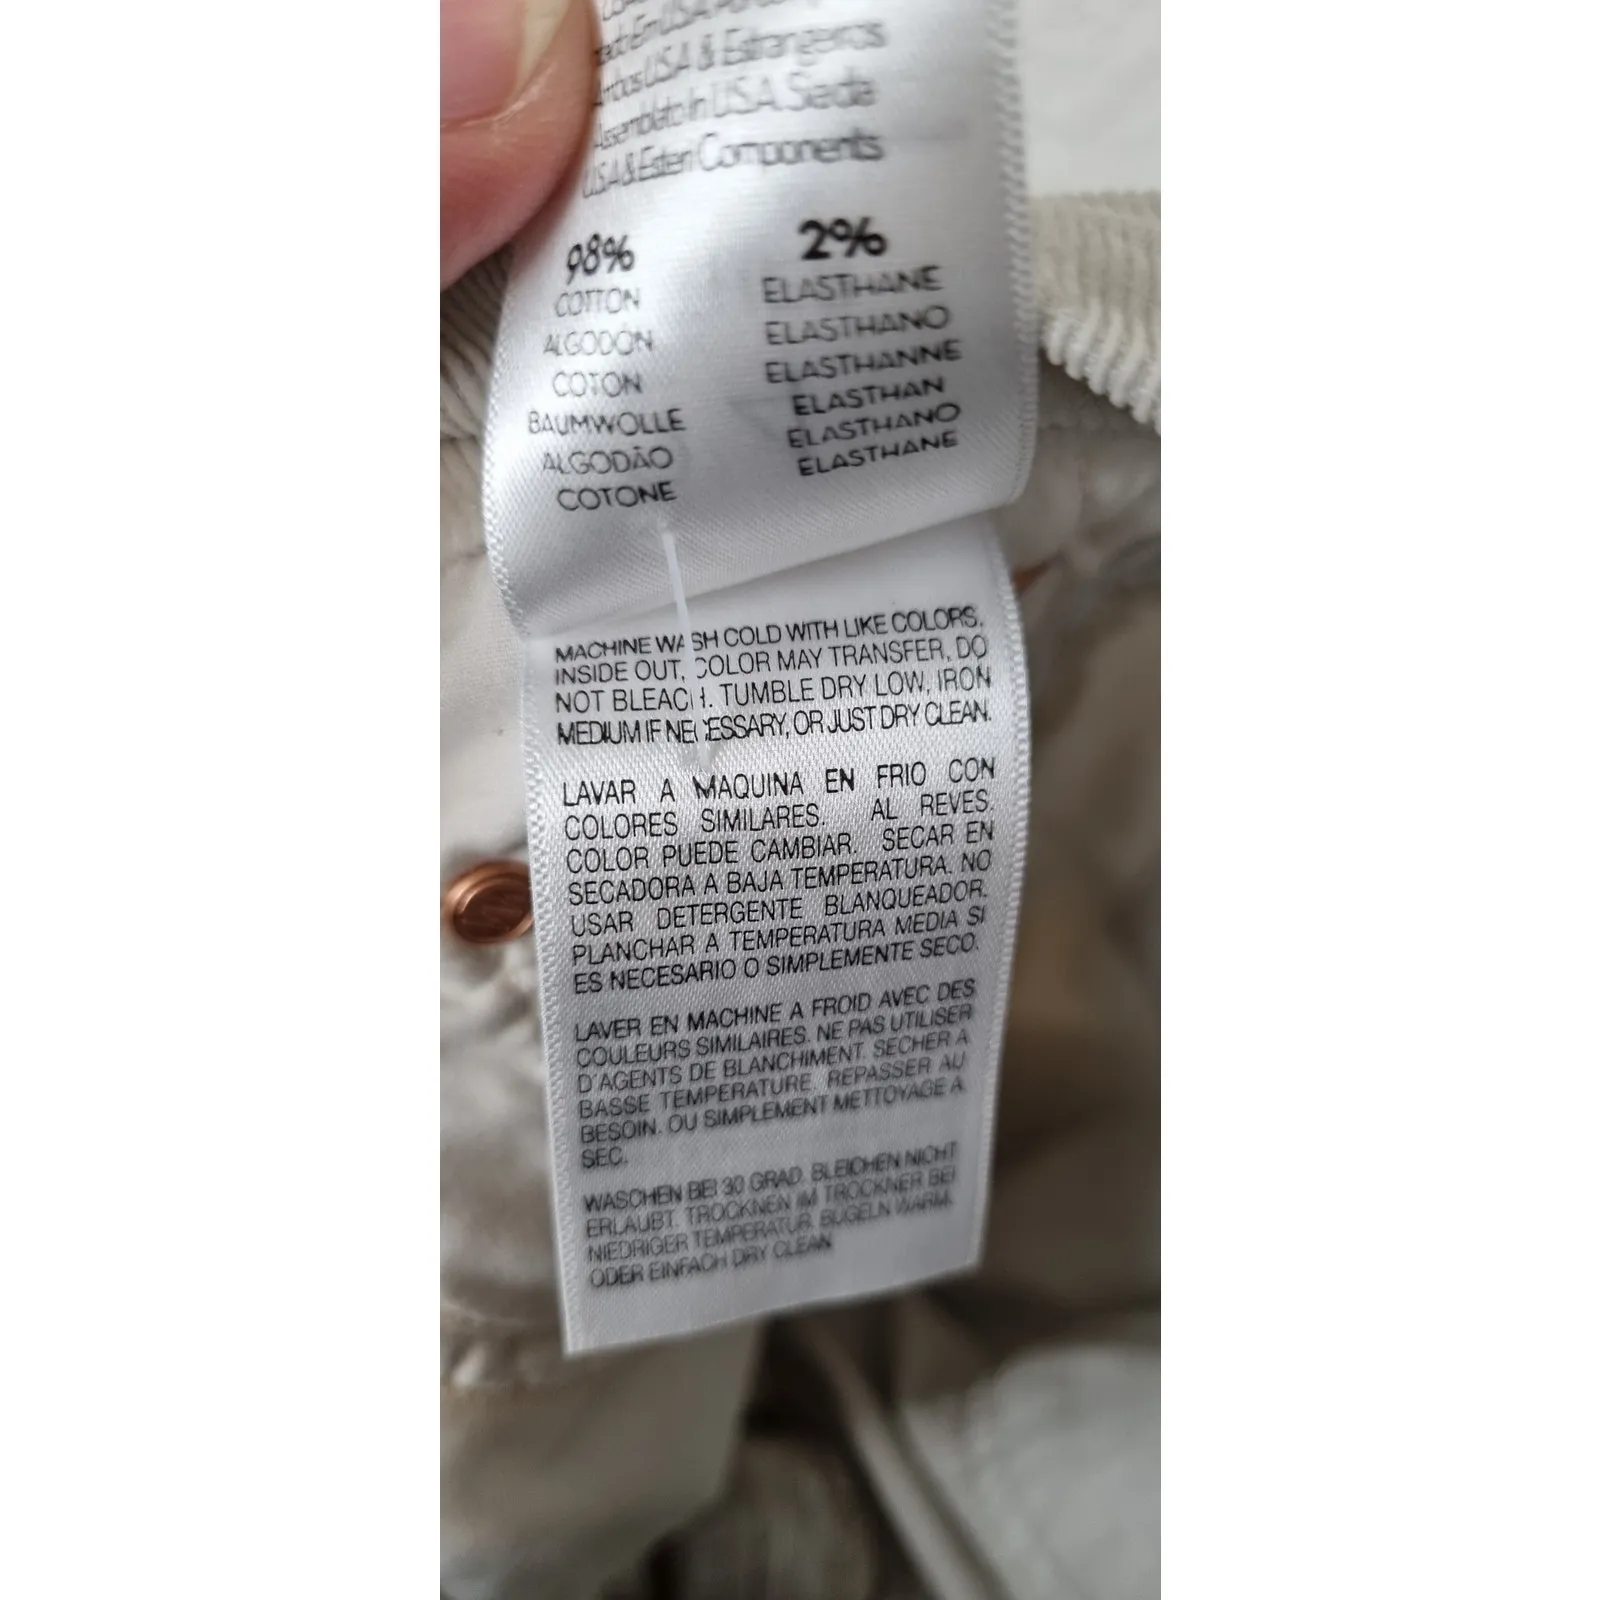 USA & Estrangeiros
Assemblato In USA. Side da
USA & Esteri Components
98%
COTTON
ALGODÓN
COTON
BAUMWOLLE
ALGODÃO
COTONE
2%
ELASTHANE
ELASTHANO
ELASTHANNE
ELASTHAN
ELASTHANO
ELASTHANE
MACHINE WASH COLD WITH LIKE COLORS,
INSIDE OUT, COLOR MAY TRANSFER, DO
NOT BLEACH. TUMBLE DRY LOW, IRON
MEDIUM IF NECESSARY, OR JUST DRY CLEAN.
LAVAR A MAQUINA EN FRIO CON
COLORES SIMILARES. AL REVES.
COLOR PUEDE CAMBIAR. SECAR EN
SECADORA A BAJA TEMPERATURA. NO
USAR DETERGENTE BLANQUEADOR.
PLANCHAR A TEMPERATURA MEDIA SI
ES NECESARIO O SIMPLEMENTE SECO.
LAVER EN MACHINE A FROID AVEC DES
COULEURS SIMILAIRES. NE PAS UTILISER
D'AGENTS DE BLANCHIMENT. SECHER A
BASSE TEMPERATURE. REPASSER AU
BESOIN. OU SIMPLEMENT METTOYAGE A
SEC.
WASCHEN BEI 30 GRAD. BLEICHEN NICHT
ERLAUBT. TROCKNEN IM TROCKNER BEI
NIEDRIGER TEMPERATUR. BUGELN WARM.
ODER EINFACH DRY CLEAN